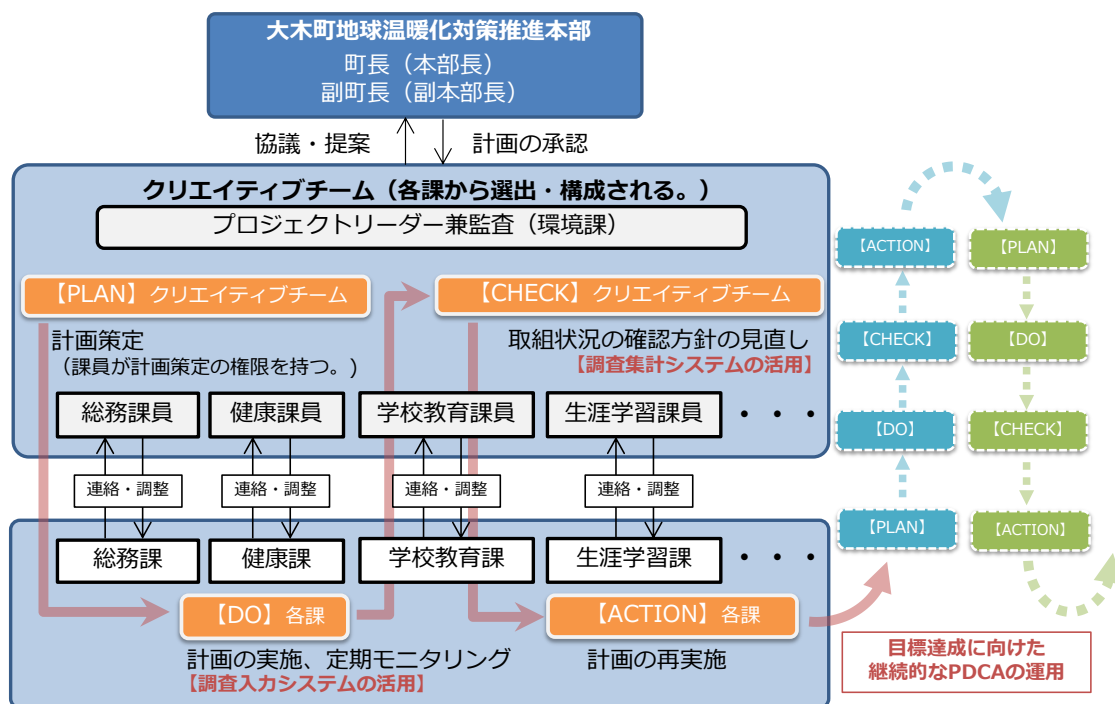 大木町地球温暖化対策推進本部
町長（本部長）
副町長（副本部長）
協議・提案
計画の承認
クリエイティブチーム（各課から選出・構成される。）
プロジェクトリーダー兼監査（環境課）
【PLAN】クリエイティブチーム
【CHECK】クリエイティブチーム
計画策定
（課員が計画策定の権限を持つ。)
取組状況の確認方針の見直し
【調査集計システムの活用】
総務課員
健康課員
学校教育課員
生涯学習課員
・・・
連絡・調整
連絡・調整
連絡・調整
連絡・調整
総務課
健康課
学校教育課
生涯学習課
・・・
【DO】各課
【ACTION】各課
計画の実施、定期モニタリング
【調査入力システムの活用】
計画の再実施
【ACTION】
【CHECK】
【DO】
【PLAN】
【PLAN】
【DO】
【CHECK】
【ACTION】
目標達成に向けた
継続的なPDCAの運用